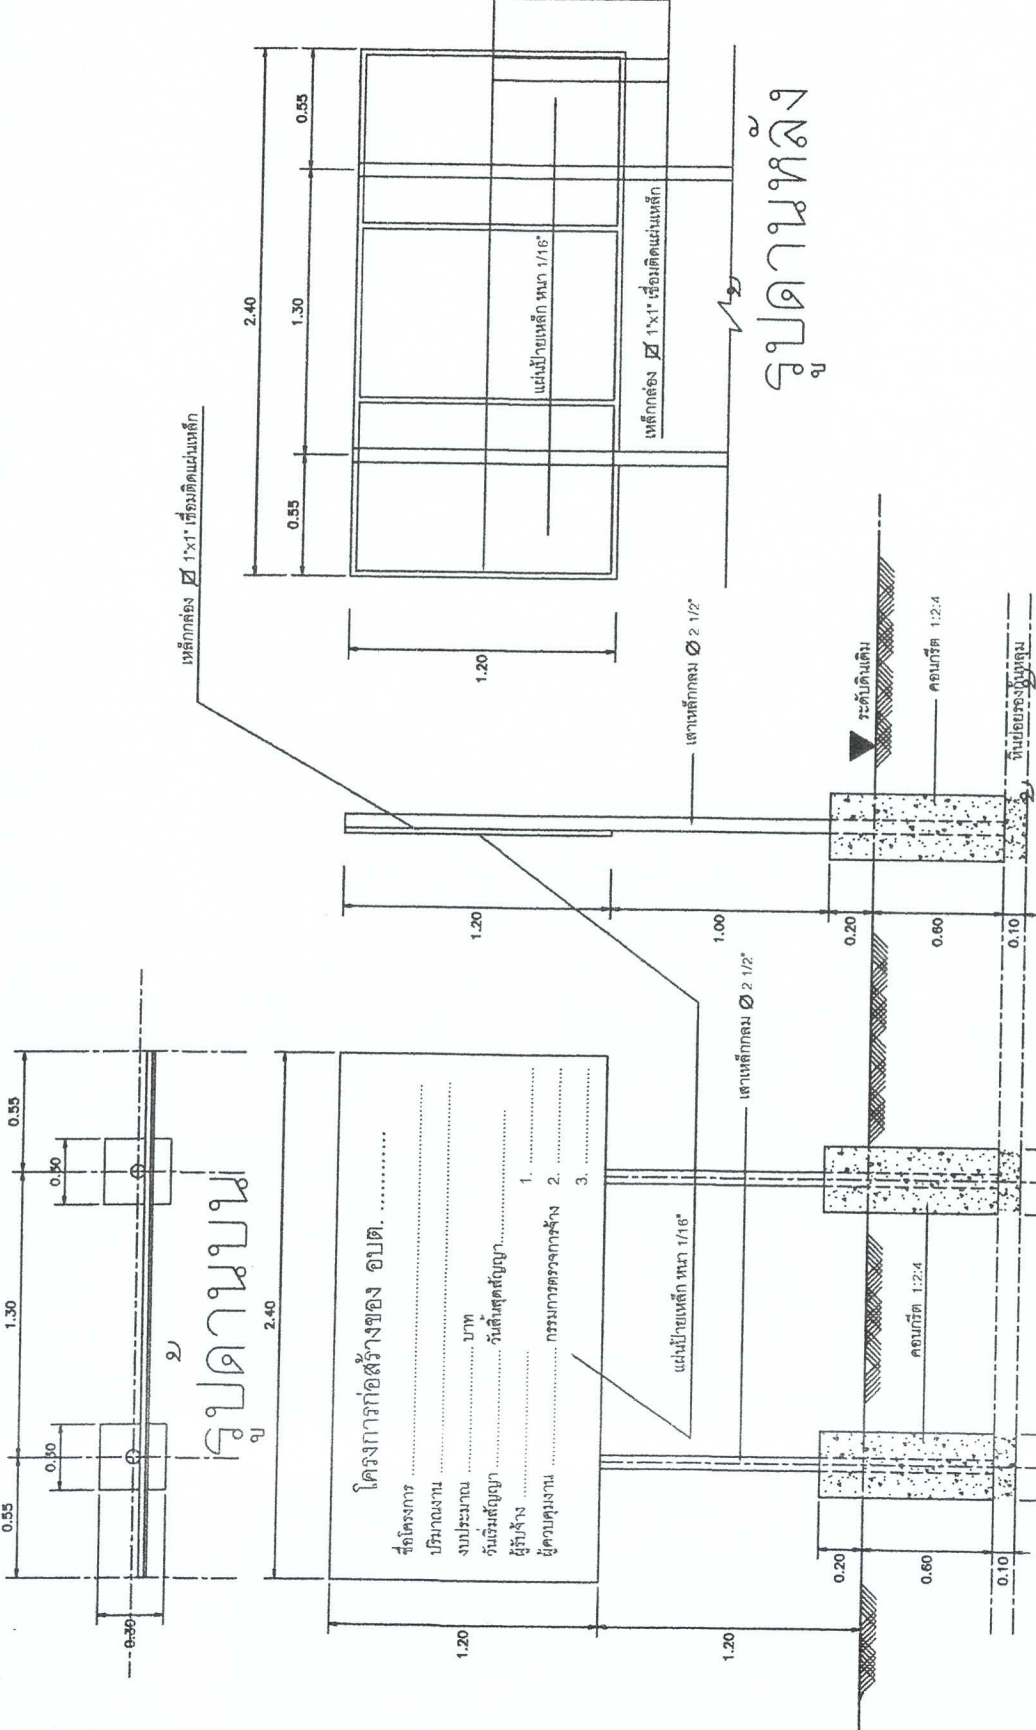 0.55
1.30
0.55
0.30
0.30
0.30
รูปด้านบน
2.40
โครงการก่อสร้างของ อบต. ............
ชื่อโครงการ ........................
ปริมาณงาน ........................
งบประมาณ ................ บาท
วันเริ่มสัญญา ................ วันสิ้นสุดสัญญา ................
ผู้รับจ้าง ................
ผู้ควบคุมงาน ................ กรรมการตรวจการจ้าง
1. ................
2. ................
3. ................
1.20
1.20
แผ่นป้ายเหล็ก หนา 1/16"
เสาเหล็กกลม Ø 2 1/2"
คอนกรีต 1:2:4
0.20
0.60
0.10
เหล็กกล่อง 1"x1" เชื่อมติดแผ่นเหล็ก
1.20
1.00
0.20
0.60
0.10
เสาเหล็กกลม Ø 2 1/2"
ระดับดินเดิม
คอนกรีต 1:2:4
หินย่อยรองก้นหลุม
2.40
0.55
1.30
0.55
1.20
แผ่นป้ายเหล็ก หนา 1/16"
เหล็กกล่อง 1"x1" เชื่อมติดแผ่นเหล็ก
รูปด้านหลัง